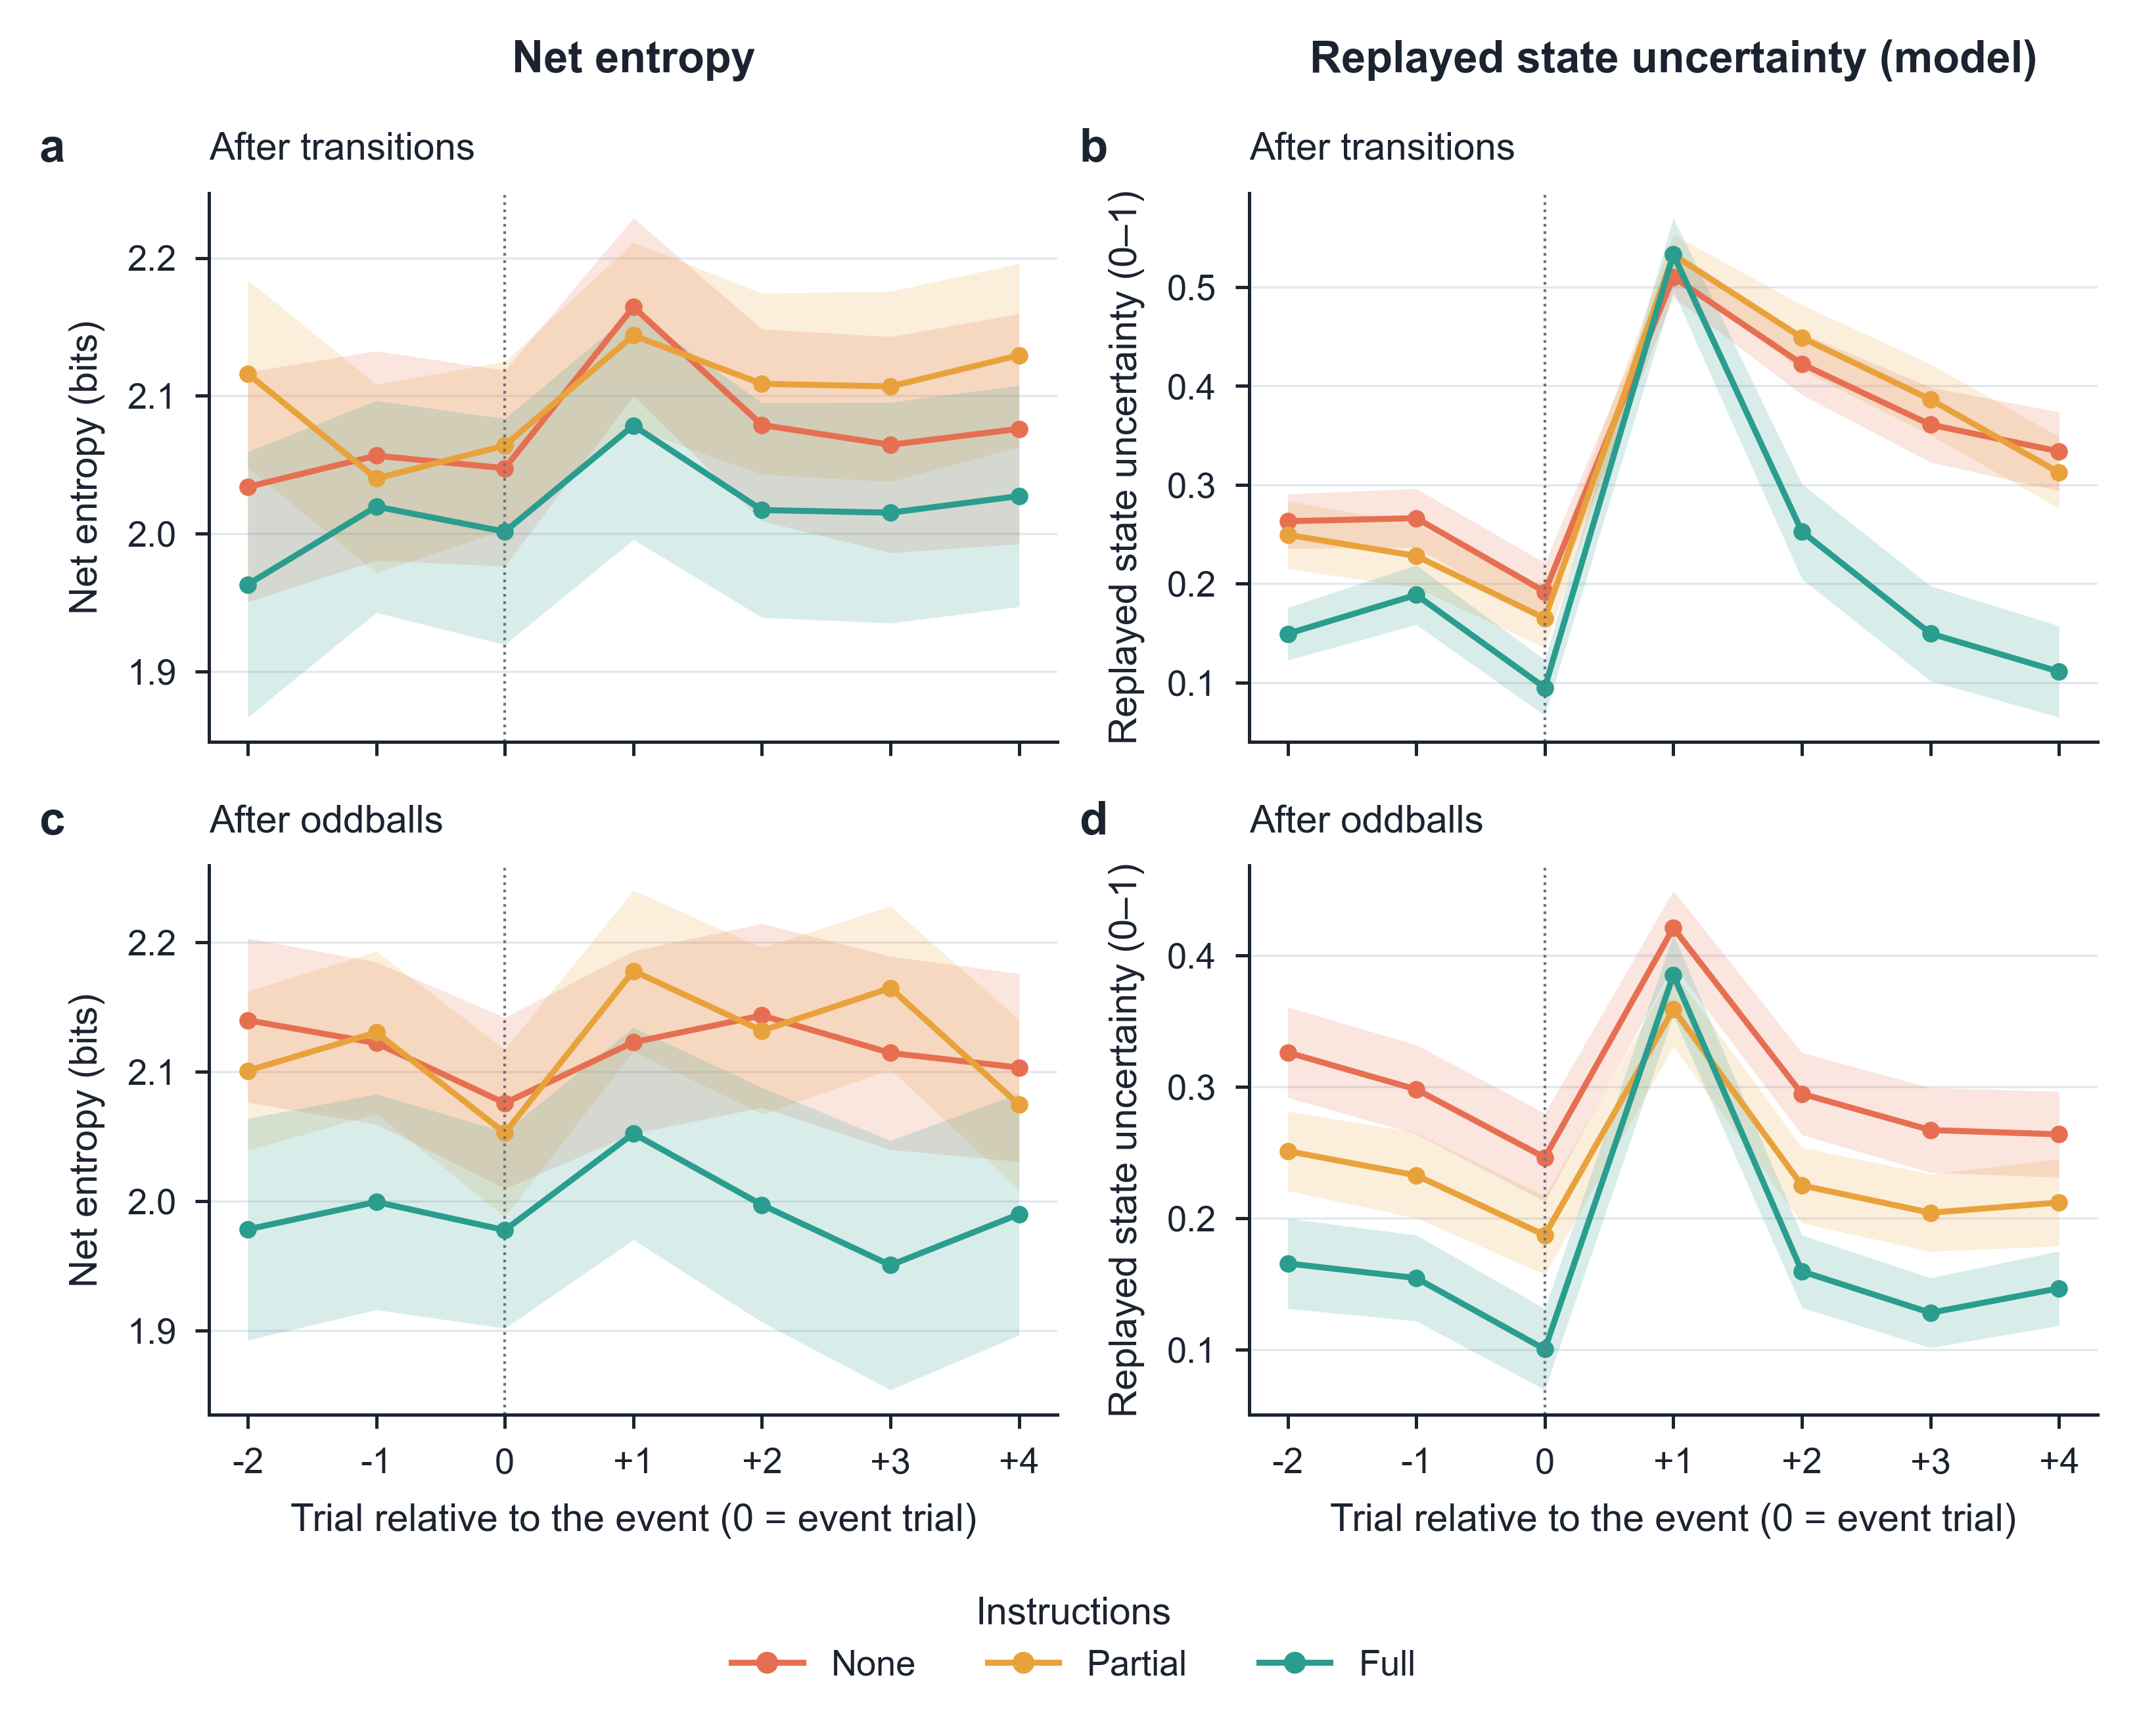 Net entropy
Replayed state uncertainty (model)
a
After transitions
b
After transitions
Net entropy (bits)
2.2
2.1
2.0
1.9
Replayed state uncertainty (0–1)
0.5
0.4
0.3
0.2
0.1
c
After oddballs
d
After oddballs
Net entropy (bits)
2.2
2.1
2.0
1.9
-2 -1 0 +1 +2 +3 +4
Trial relative to the event (0 = event trial)
Replayed state uncertainty (0–1)
0.4
0.3
0.2
0.1
-2 -1 0 +1 +2 +3 +4
Trial relative to the event (0 = event trial)
Instructions
None Partial Full